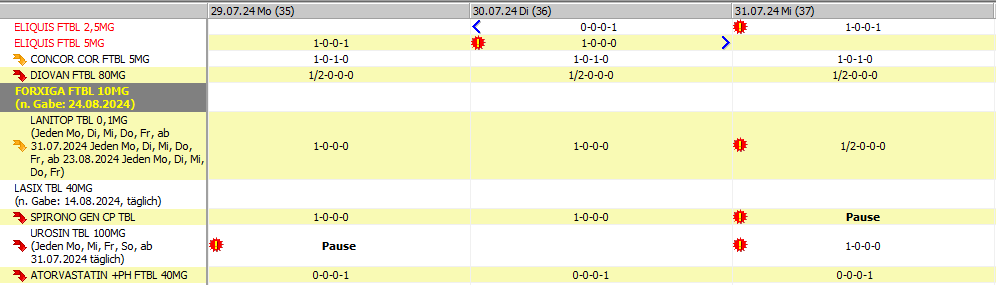 29.07.24 Mo (35) 30.07.24 Di (36) 31.07.24 Mi (37)
ELIQUIS FTBL 2,5MG 0-0-0-1 1-0-0-1
ELIQUIS FTBL 5MG 1-0-0-1 1-0-0-0
CONCOR COR FTBL 5MG 1-0-1-0 1-0-1-0 1-0-1-0
DIOVAN FTBL 80MG 1/2-0-0-0 1/2-0-0-0 1/2-0-0-0
FORXIGA FTBL 10MG
(n. Gabe: 24.08.2024)
LANITOP TBL 0,1MG
(Jeden Mo, Di, Mi, Do, Fr, ab
31.07.2024 Jeden Mo, Di, Mi, Do, 1-0-0-0 1-0-0-0 1/2-0-0-0
Fr, ab 23.08.2024 Jeden Mo, Di, Mi,
Do, Fr)
LASIX TBL 40MG
(n. Gabe: 14.08.2024, täglich)
SPIRONO GEN CP TBL 1-0-0-0 1-0-0-0 Pause
UROSIN TBL 100MG
(Jeden Mo, Mi, Fr, So, ab Pause 1-0-0-0
31.07.2024 täglich)
ATORVASTATIN +PH FTBL 40MG 0-0-0-1 0-0-0-1 0-0-0-1